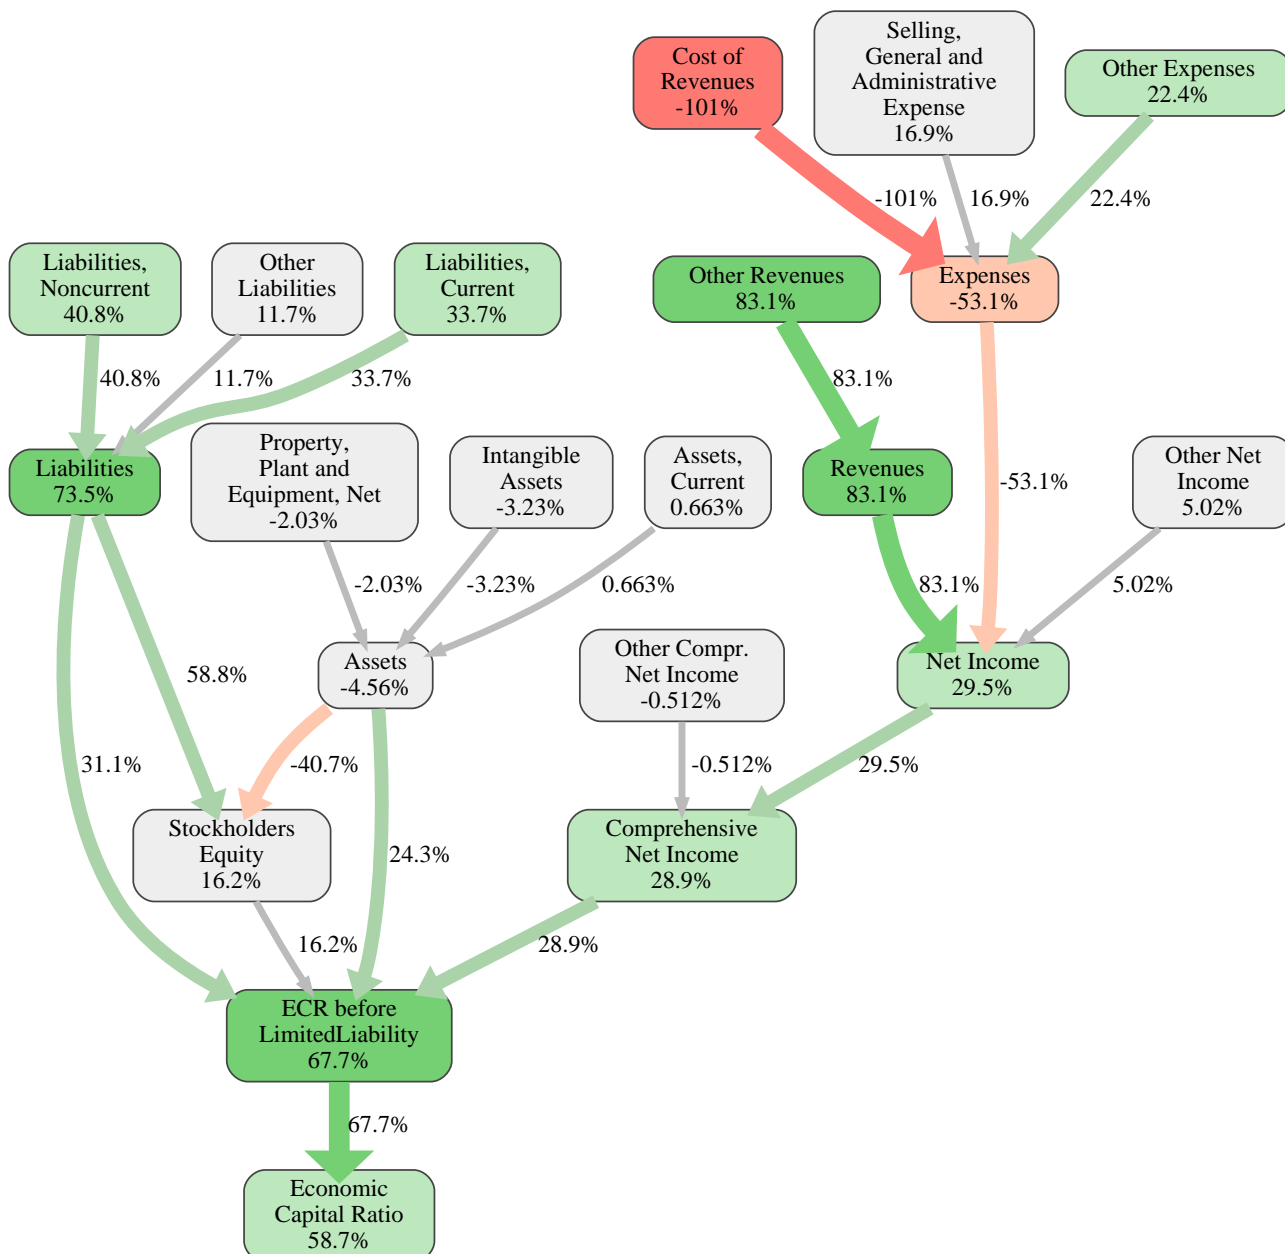 Cost of
Revenues
-101%
Selling,
General and
Administrative
Expense
16.9%
Other Expenses
22.4%
-101%
16.9%
22.4%
Liabilities,
Noncurrent
40.8%
Other
Liabilities
11.7%
Liabilities,
Current
33.7%
Other Revenues
83.1%
Expenses
-53.1%
40.8%
11.7%
33.7%
83.1%
Liabilities
73.5%
Property,
Plant and
Equipment, Net
-2.03%
Intangible
Assets
-3.23%
Assets,
Current
0.663%
Revenues
83.1%
-53.1%
Other Net
Income
5.02%
-2.03%
-3.23%
0.663%
83.1%
5.02%
58.8%
Assets
-4.56%
Other Compr.
Net Income
-0.512%
Net Income
29.5%
31.1%
-40.7%
-0.512%
29.5%
Stockholders
Equity
16.2%
24.3%
Comprehensive
Net Income
28.9%
16.2%
28.9%
ECR before
LimitedLiability
67.7%
67.7%
Economic
Capital Ratio
58.7%